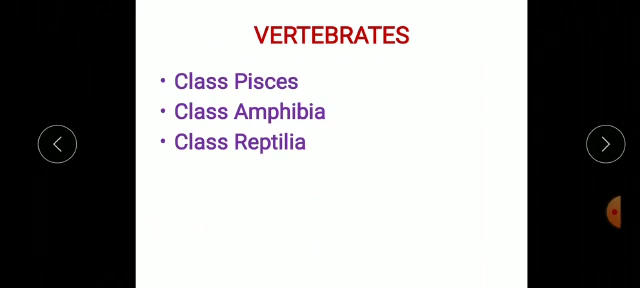 VERTEBRATES
• Class Pisces
• Class Amphibia
• Class Reptilia